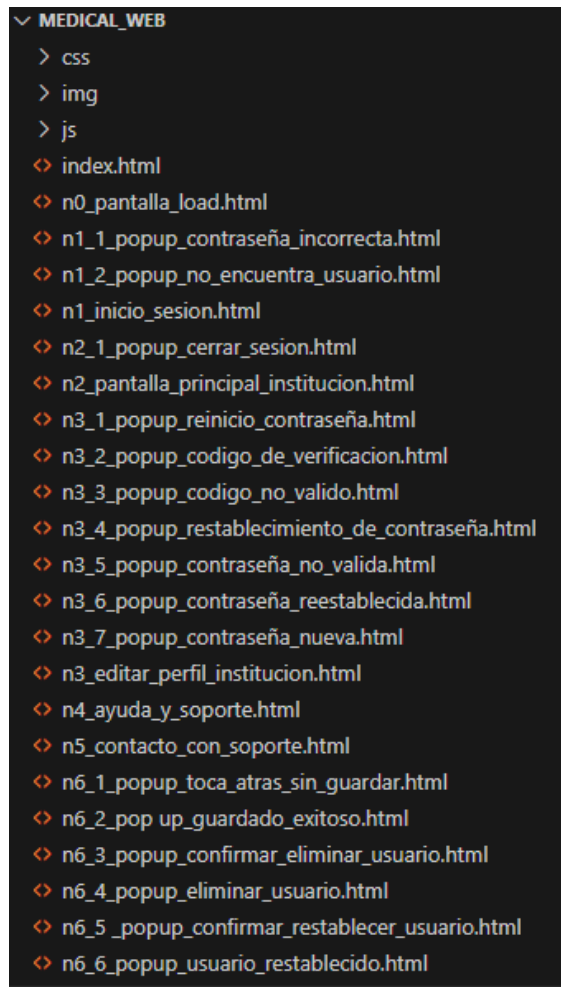 MEDICAL_WEB
css
img
js
index.html
n0_pantalla_load.html
n1_1_popup_contraseña_incorrecta.html
n1_2_popup_no_encuentra_usuario.html
n1_inicio_sesion.html
n2_1_popup_cerrar_sesion.html
n2_pantalla_principal_institucion.html
n3_1_popup_reinicio_contraseña.html
n3_2_popup_codigo_de_verificacion.html
n3_3_popup_codigo_no_valido.html
n3_4_popup_restablecimiento_de_contraseña.html
n3_5_popup_contraseña_no_valida.html
n3_6_popup_contraseña_reestablecida.html
n3_7_popup_contraseña_nueva.html
n3_editar_perfil_institucion.html
n4_ayuda_y_soporte.html
n5_contacto_con_soporte.html
n6_1_popup_toca_atras_sin_guardar.html
n6_2_pop up_guardado_exitoso.html
n6_3_popup_confirmar_eliminar_usuario.html
n6_4_popup_eliminar_usuario.html
n6_5 _popup_confirmar_restablecer_usuario.html
n6_6_popup_usuario_restablecido.html